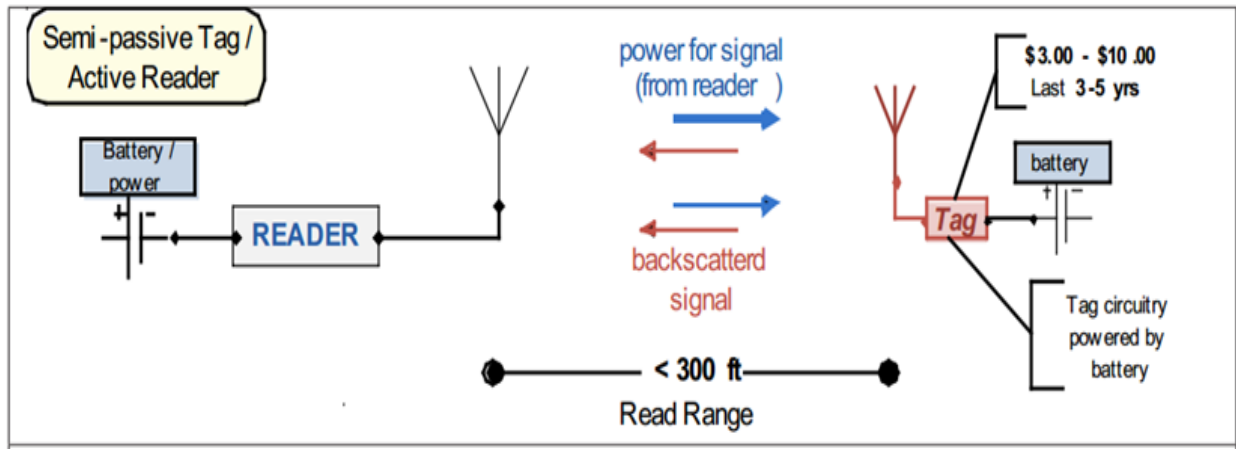 Semi-passive Tag /
Active Reader
Battery /
power
+ -
READER
power for signal
(from reader )
backscatterd
signal
< 300 ft
Read Range
$3.00 - $10 .00
Last 3-5 yrs
battery
+ -
Tag
Tag circuitry
powered by
battery